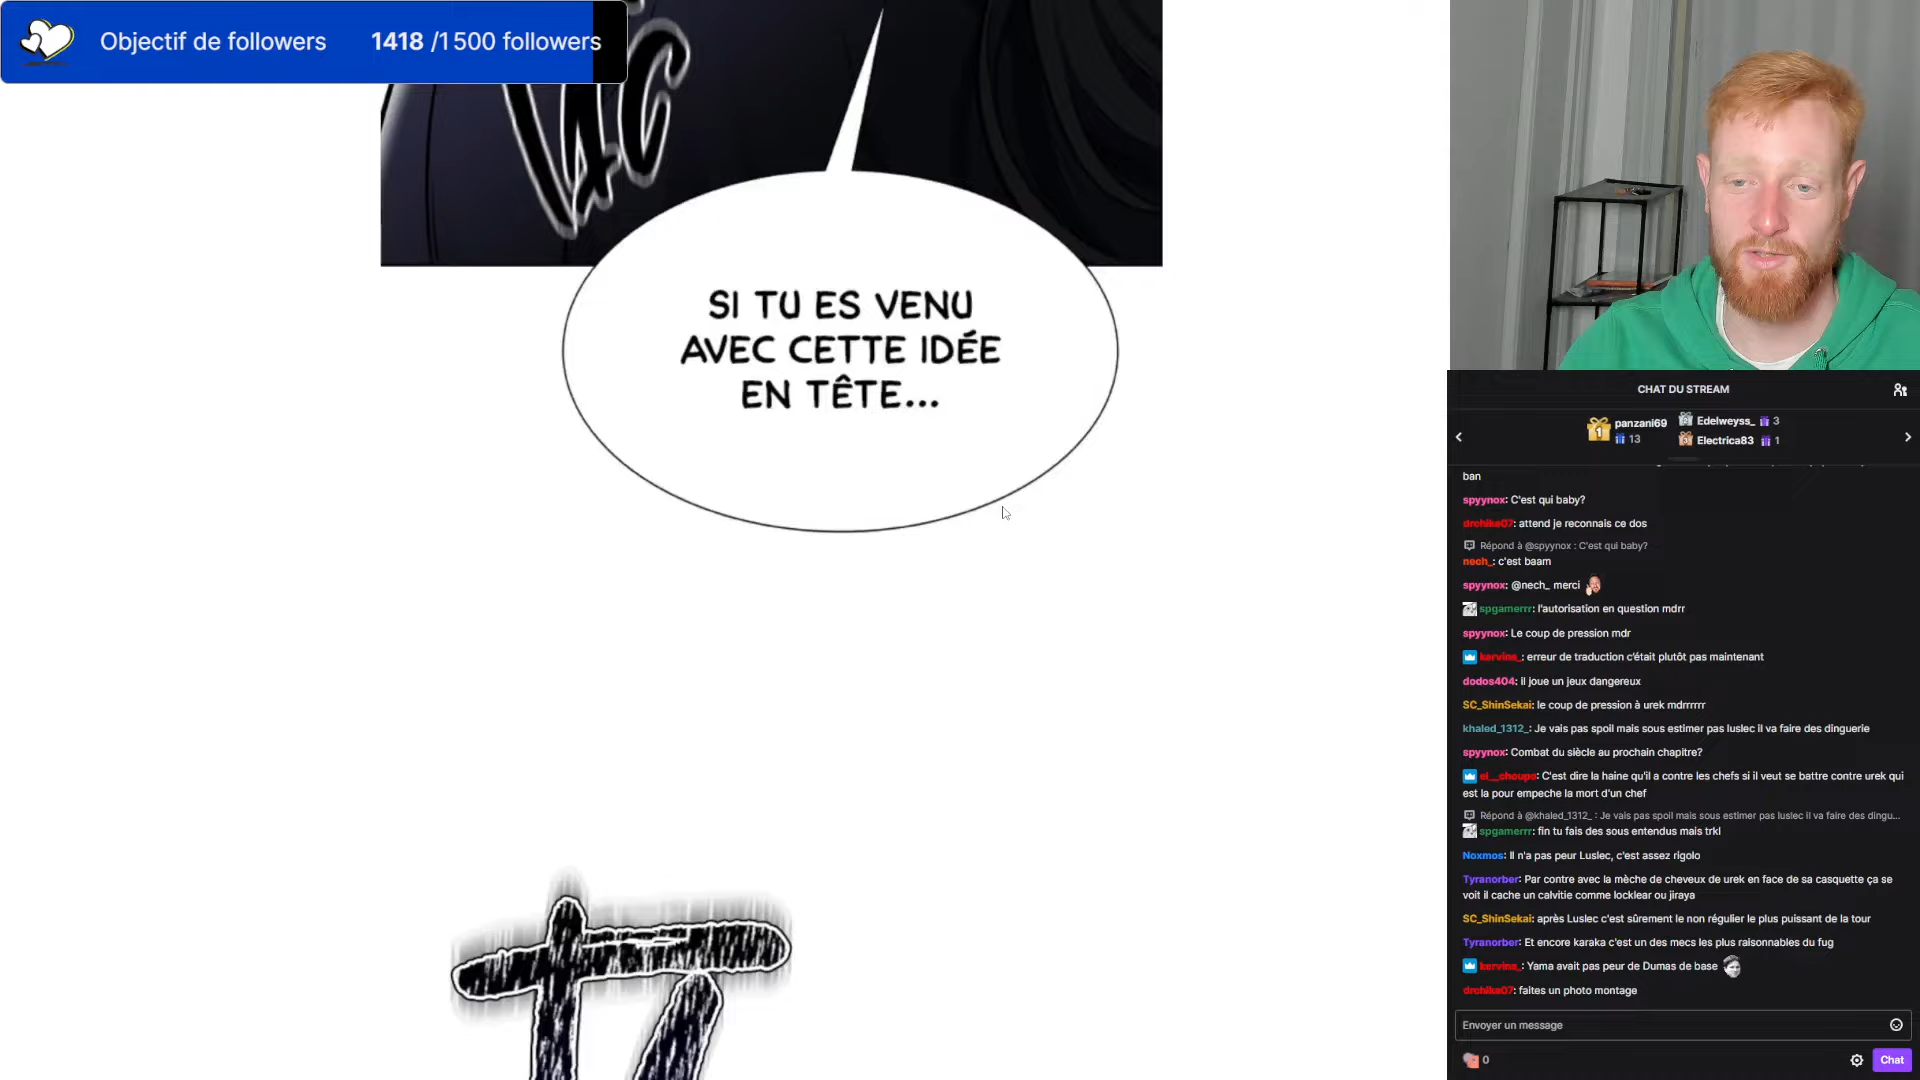 Objectif de followers 1418 /1 500 followers
SI TU ES VENU
AVEC CETTE IDÉE
EN TÊTE...
CHAT DU STREAM
1 panzani69 13
Edelweyss_ 3
Electrica83 1
ban
spyynox: C'est qui baby?
drchike07: attend je reconnais ce dos
Répond à @spyynox : C'est qui baby?
nech_: c'est baam
spyynox: @nech_ merci
spgamerrr: l'autorisation en question mdrr
spyynox: Le coup de pression mdr
kervins_: erreur de traduction c'était plutôt pas maintenant
dodos404: il joue un jeux dangereux
SC_ShinSekai: le coup de pression à urek mdrrrrrr
khaled_1312_: Je vais pas spoil mais sous estimer pas luslec il va faire des dinguerie
spyynox: Combat du siècle au prochain chapitre?
el__choupo: C'est dire la haine qu'il a contre les chefs si il veut se battre contre urek qui
est la pour empeche la mort d'un chef
Répond à @khaled_1312_ : Je vais pas spoil mais sous estimer pas luslec il va faire des dingu...
spgamerrr: fin tu fais des sous entendus mais trkl
Noxmos: Il n'a pas peur Luslec, c'est assez rigolo
Tyranorber: Par contre avec la mèche de cheveux de urek en face de sa casquette ça se
voit il cache un calvitie comme locklear ou jiraya
SC_ShinSekai: après Luslec c'est sûrement le non régulier le plus puissant de la tour
Tyranorber: Et encore karaka c'est un des mecs les plus raisonnables du fug
kervins_: Yama avait pas peur de Dumas de base
drchike07: faites un photo montage
Envoyer un message
0
Chat